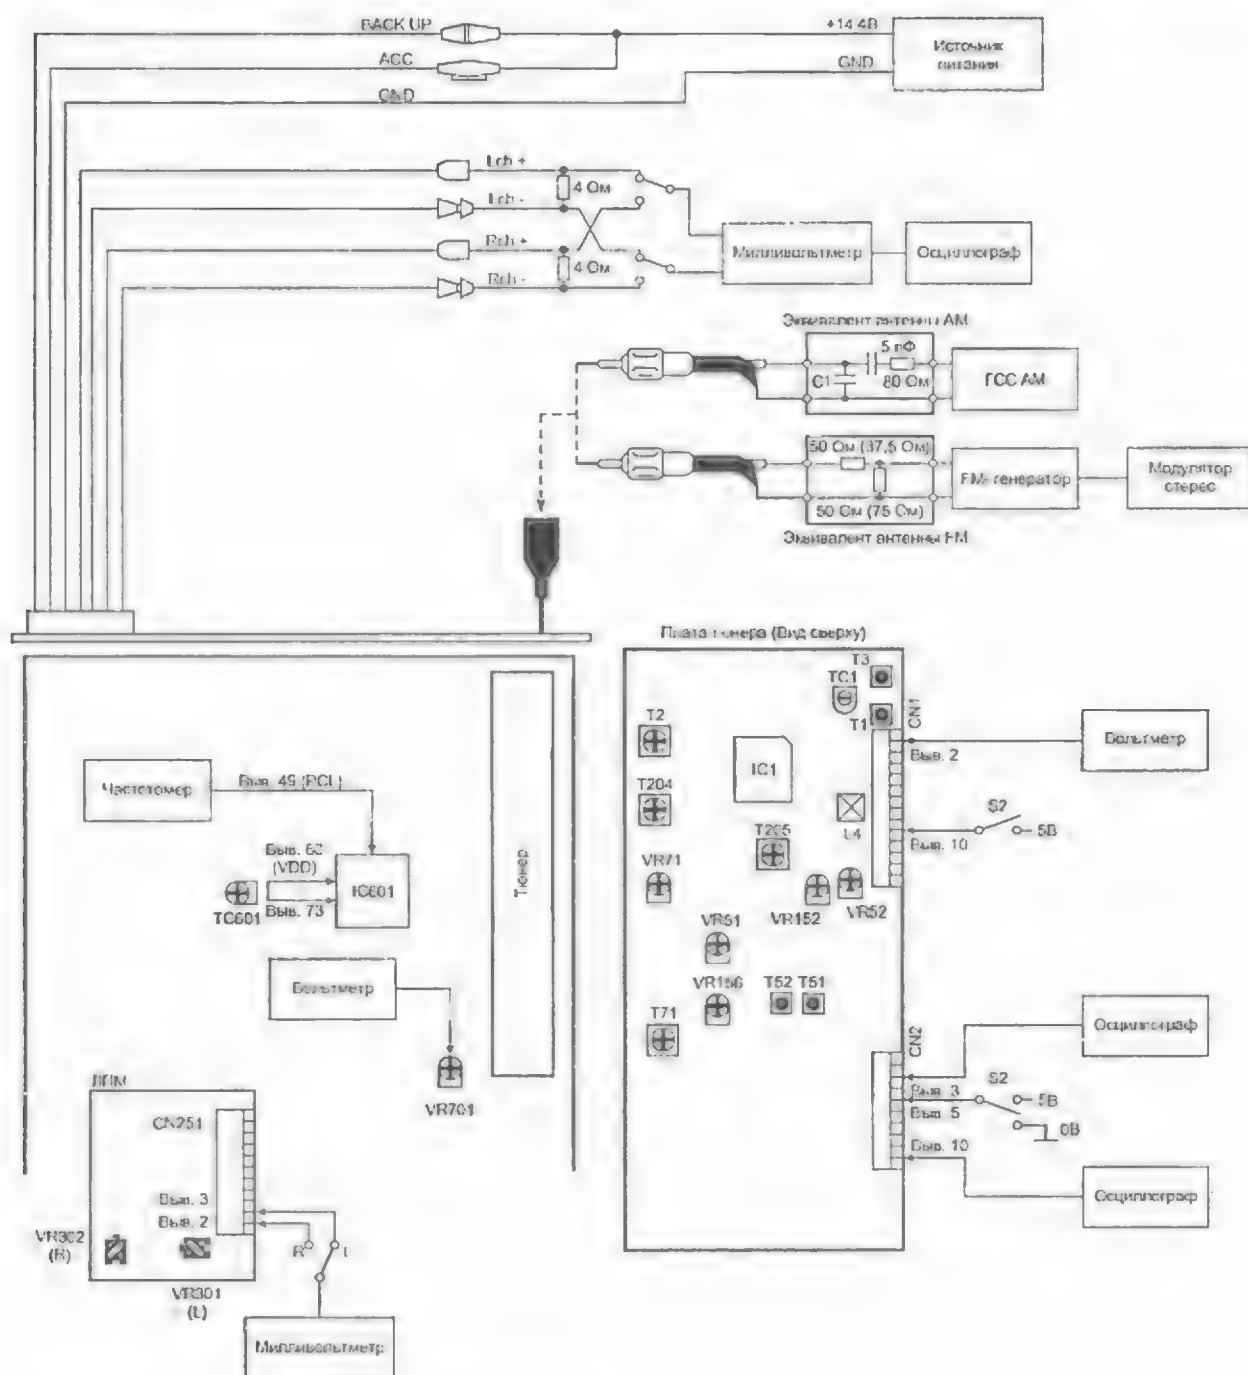 BACK UP
+14.4В
Источник
питания
ACC
GND
GND
Lch +
4 Ом
Lch -
Rch +
4 Ом
Rch -
Милливольтметр
Осциллограф
Эквивалент антенны АМ
5 пФ
C1
80 Ом
ГСС АМ
50 Ом (37,5 Ом)
FM- генератор
Модулятор
стерео
50 Ом (75 Ом)
Эквивалент антенны FM
Плата тюнера (Вид сверху)
T3
TC1
T1
CN1
T2
IC1
Выв. 2
Вольтметр
T204
L4
S2
5В
Выв. 10
T205
VR71
VR152
VR52
VR51
VR156
T52
T51
T71
CN2
Осциллограф
Выв. 3
S2
5В
Выв. 5
0В
Выв. 10
Осциллограф
Частотомер
Выв. 49 (PCL)
Выв. 60
(VDD)
IC601
TC601
Выв. 73
Тюнер
Вольтметр
VR701
ЛПМ
CN251
Выв. 3
Выв. 2
VR302
(R)
R
L
VR301
(L)
Милливольтметр